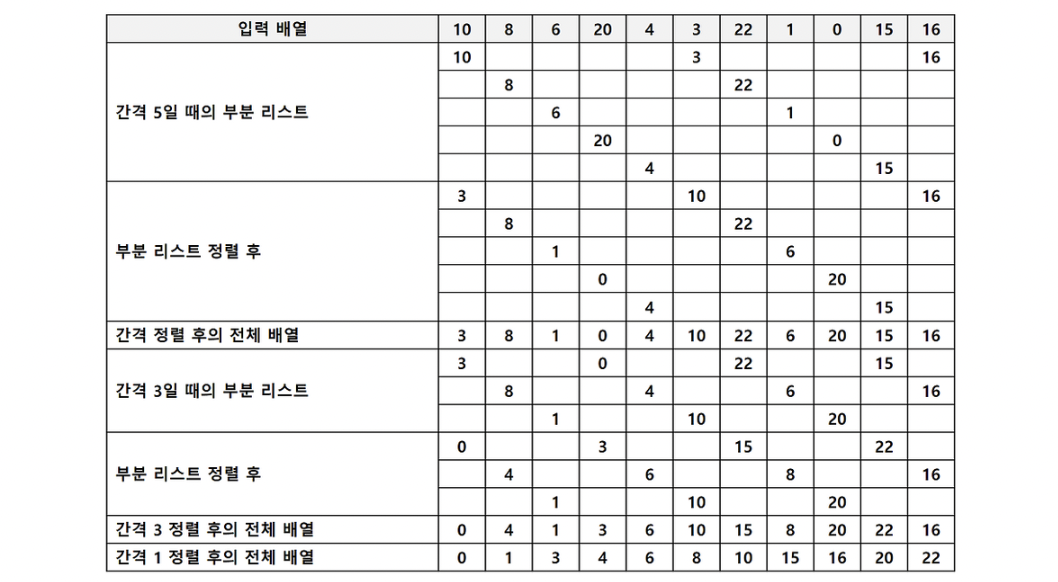 입력 배열 10 8 6 20 4 3 22 1 0 15 16
10 3 16
8 22
간격 5일 때의 부분 리스트 6 1
20 0
4 15
3 10 16
8 22
부분 리스트 정렬 후 1 6
0 20
4 15
간격 정렬 후의 전체 배열 3 8 1 0 4 10 22 6 20 15 16
3 0 22 15
간격 3일 때의 부분 리스트 8 4 6 16
1 10 20
0 3 15 22
부분 리스트 정렬 후 4 6 8 16
1 10 20
간격 3 정렬 후의 전체 배열 0 4 1 3 6 10 15 8 20 22 16
간격 1 정렬 후의 전체 배열 0 1 3 4 6 8 10 15 16 20 22